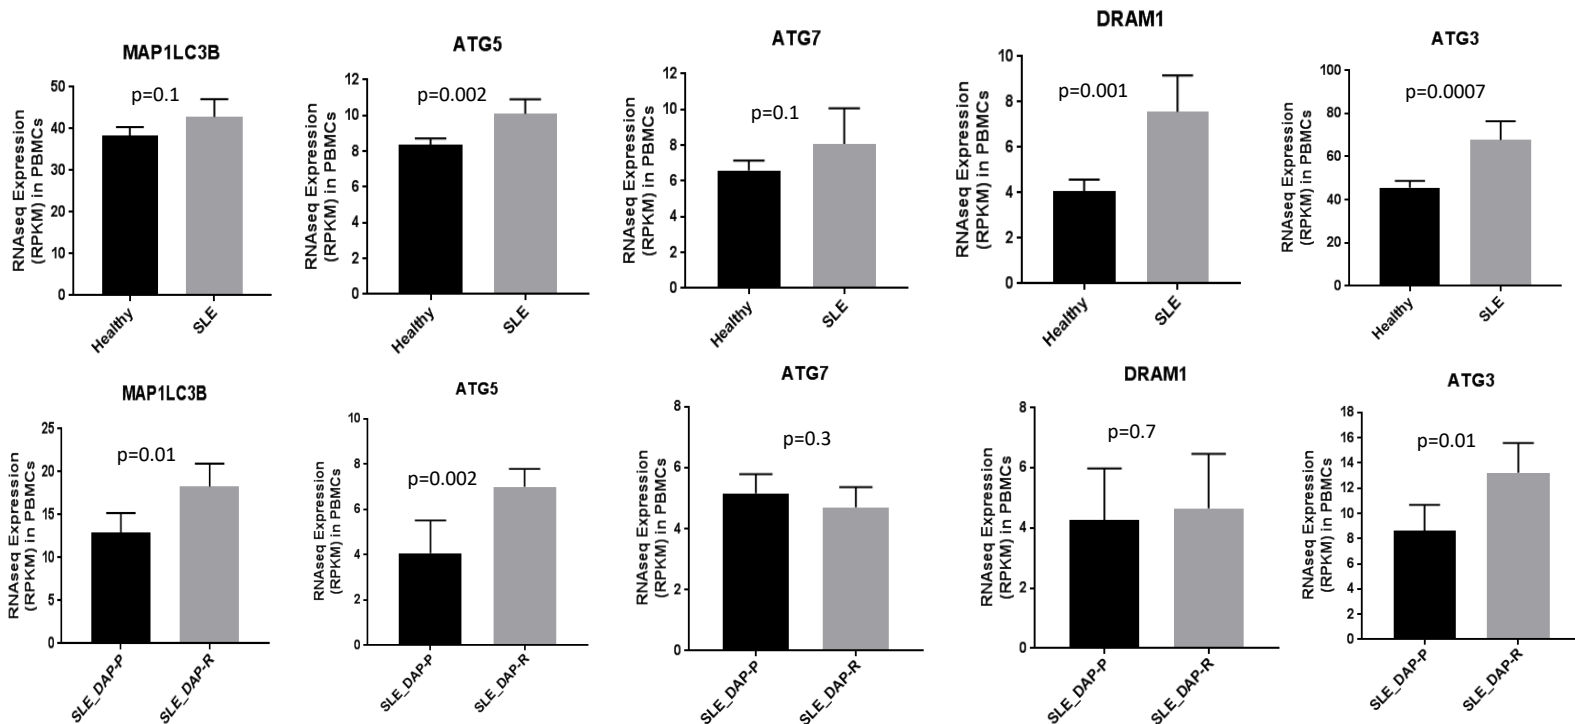 MAP1LC3B
RNAseq Expression
(RPKM) in PBMCs
50
40
30
20
10
0
p=0.1
Healthy
SLE
ATG5
RNAseq Expression
(RPKM) in PBMCs
12
10
8
6
4
2
0
p=0.002
Healthy
SLE
ATG7
RNAseq Expression
(RPKM) in PBMCs
12
10
8
6
4
2
0
p=0.1
Healthy
SLE
DRAM1
RNAseq Expression
(RPKM) in PBMCs
10
8
6
4
2
0
p=0.001
Healthy
SLE
ATG3
RNAseq Expression
(RPKM) in PBMCs
100
80
60
40
20
0
p=0.0007
Healthy
SLE
MAP1LC3B
RNAseq Expression
(RPKM) in PBMCs
25
20
15
10
5
0
p=0.01
SLE_DAP-P
SLE_DAP-R
ATG5
RNAseq Expression
(RPKM) in PBMCs
10
8
6
4
2
0
p=0.002
SLE_DAP-P
SLE_DAP-R
ATG7
RNAseq Expression
(RPKM) in PBMCs
8
6
4
2
0
p=0.3
SLE_DAP-P
SLE_DAP-R
DRAM1
RNAseq Expression
(RPKM) in PBMCs
8
6
4
2
0
p=0.7
SLE_DAP-P
SLE_DAP-R
ATG3
RNAseq Expression
(RPKM) in PBMCs
18
16
14
12
10
8
6
4
2
0
p=0.01
SLE_DAP-P
SLE_DAP-R